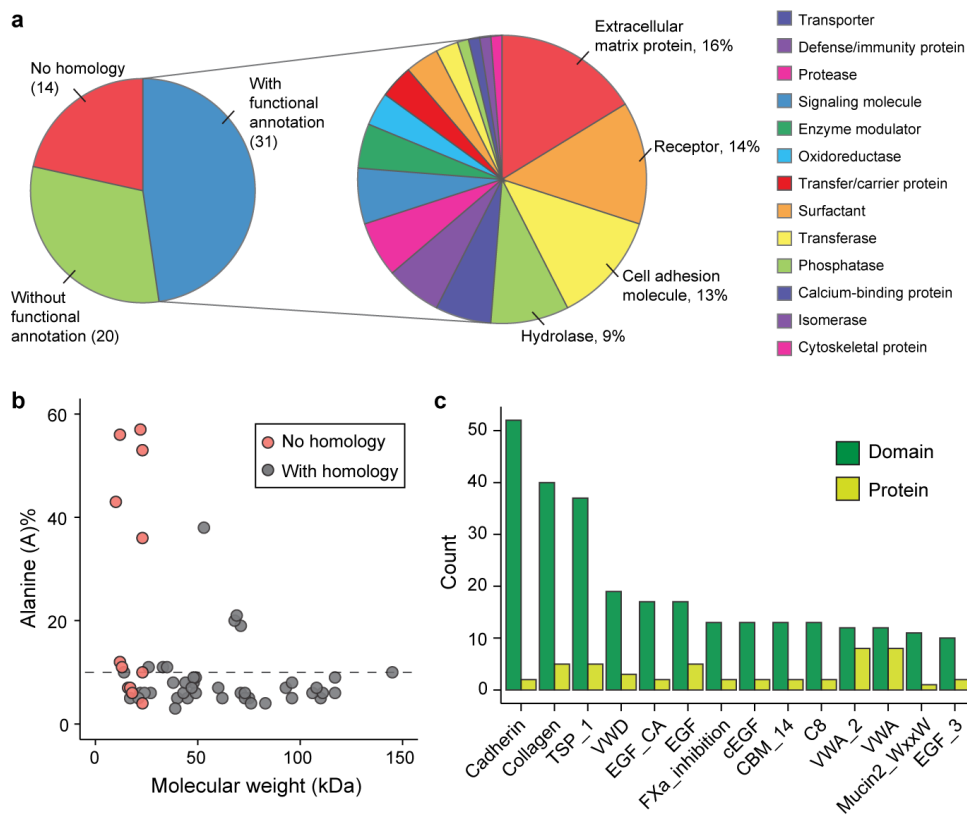 a
No homology
(14)
With
functional
annotation
(31)
Without
functional
annotation (20)
Extracellular
matrix protein, 16%
Receptor, 14%
Cell adhesion
molecule, 13%
Hydrolase, 9%
Transporter
Defense/immunity protein
Protease
Signaling molecule
Enzyme modulator
Oxidoreductase
Transfer/carrier protein
Surfactant
Transferase
Phosphatase
Calcium-binding protein
Isomerase
Cytoskeletal protein
b
No homology
With homology
Alanine (A)%
60
40
20
0
0
50
100
150
Molecular weight (kDa)
c
Domain
Protein
Count
50
40
30
20
10
0
Cadherin
Collagen
TSP_1
VWD
EGF_CA
EGF
FXa_inhibition
cEGF
CBM_14
C8
VWA_2
VWA
Mucin2_WxxW
EGF_3